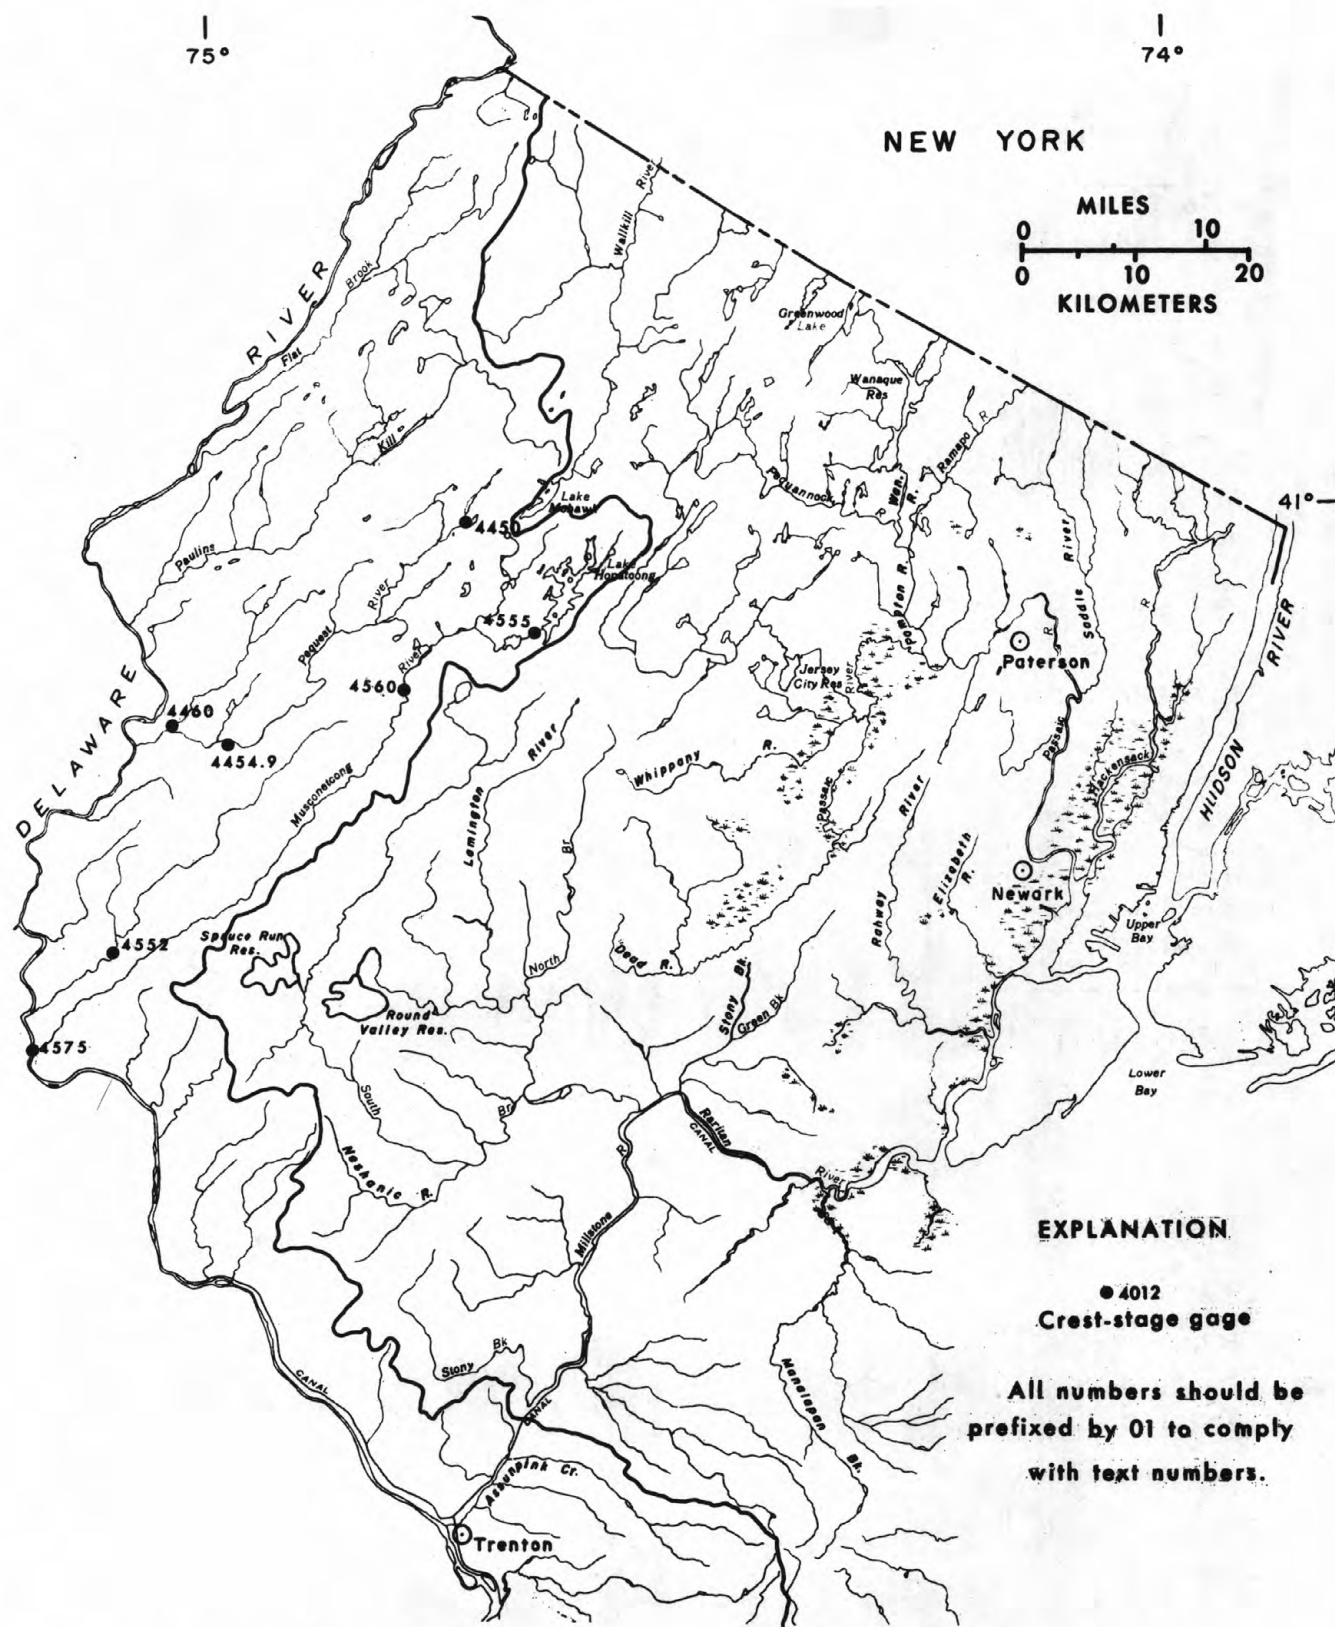 75°
74°
NEW YORK
MILES
0 10
0 10 20
KILOMETERS
Wallkill River
Flat Brook
DELAWARE RIVER
Greenwood
Lake
Wanaque
Res
Ramapo R
Pequannock R
Wan. R.
41°
Kill
Paulins
4450
Lake
Mohawk
Lake
Hopatcong
4555
Pequest River
River
4560
4460
4454.9
Musconetcong
Pompton R.
Saddle River
R
Paterson
Jersey
City Res
River
Whippany R.
Passaic
Passaic
Hackensack
R
HUDSON RIVER
Lamington River
Rahway River
Elizabeth
R.
Newark
Upper
Bay
4552
Spruce Run
Res.
North Br
Dead R.
Stony Bk.
Green Bk
Round
Valley Res.
4575
Lower
Bay
South Br
Raritan
CANAL
River
Neshanic R.
Millstone R
EXPLANATION
4012
Crest-stage gage
All numbers should be
prefixed by 01 to comply
with text numbers.
Stony Bk
CANAL
CANAL
Manalapan Bk.
Assunpink Cr.
Trenton